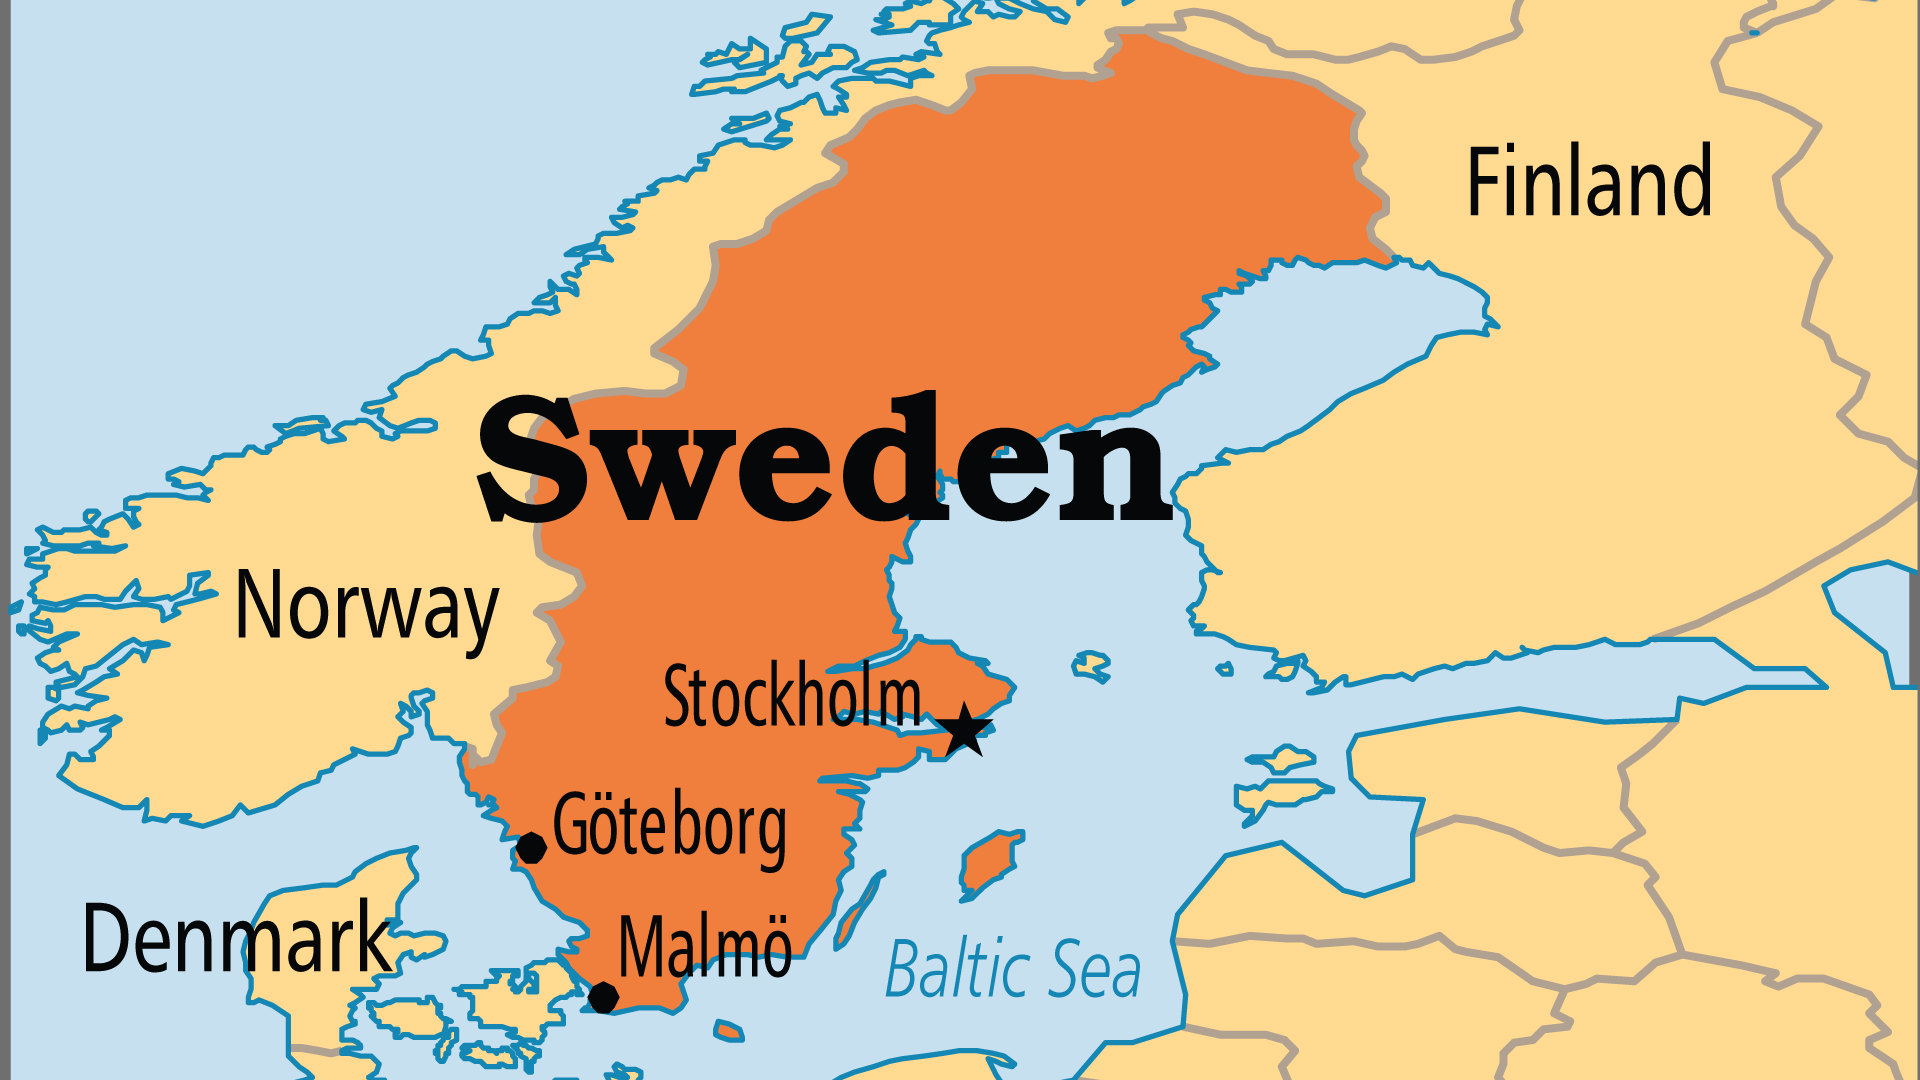 Finland
Sweden
Norway
Stockholm
Göteborg
Denmark
Malmö
Baltic Sea